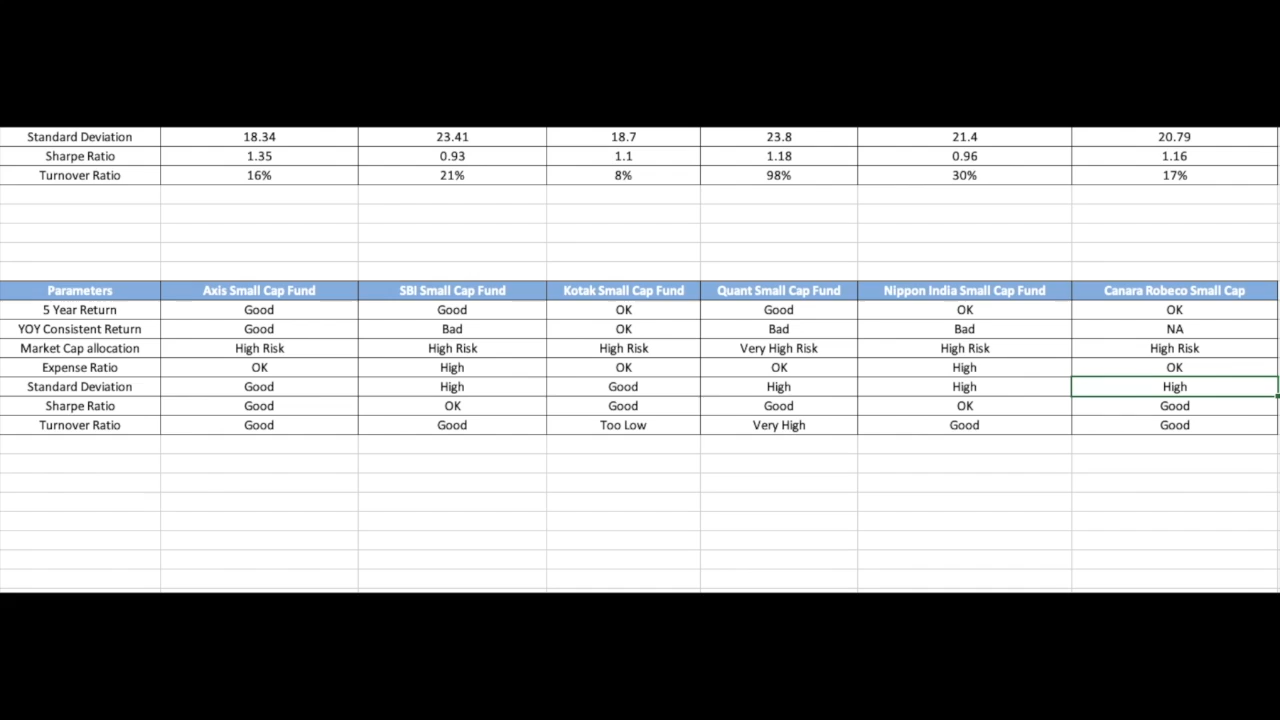 Standard Deviation 18.34 23.41 18.7 23.8 21.4 20.79
Sharpe Ratio 1.35 0.93 1.1 1.18 0.96 1.16
Turnover Ratio 16% 21% 8% 98% 30% 17%
Parameters Axis Small Cap Fund SBI Small Cap Fund Kotak Small Cap Fund Quant Small Cap Fund Nippon India Small Cap Fund Canara Robeco Small Cap
5 Year Return Good Good OK Good OK OK
YOY Consistent Return Good Bad OK Bad Bad NA
Market Cap allocation High Risk High Risk High Risk Very High Risk High Risk High Risk
Expense Ratio OK High OK OK High OK
Standard Deviation Good High Good High High High
Sharpe Ratio Good OK Good Good OK Good
Turnover Ratio Good Good Too Low Very High Good Good